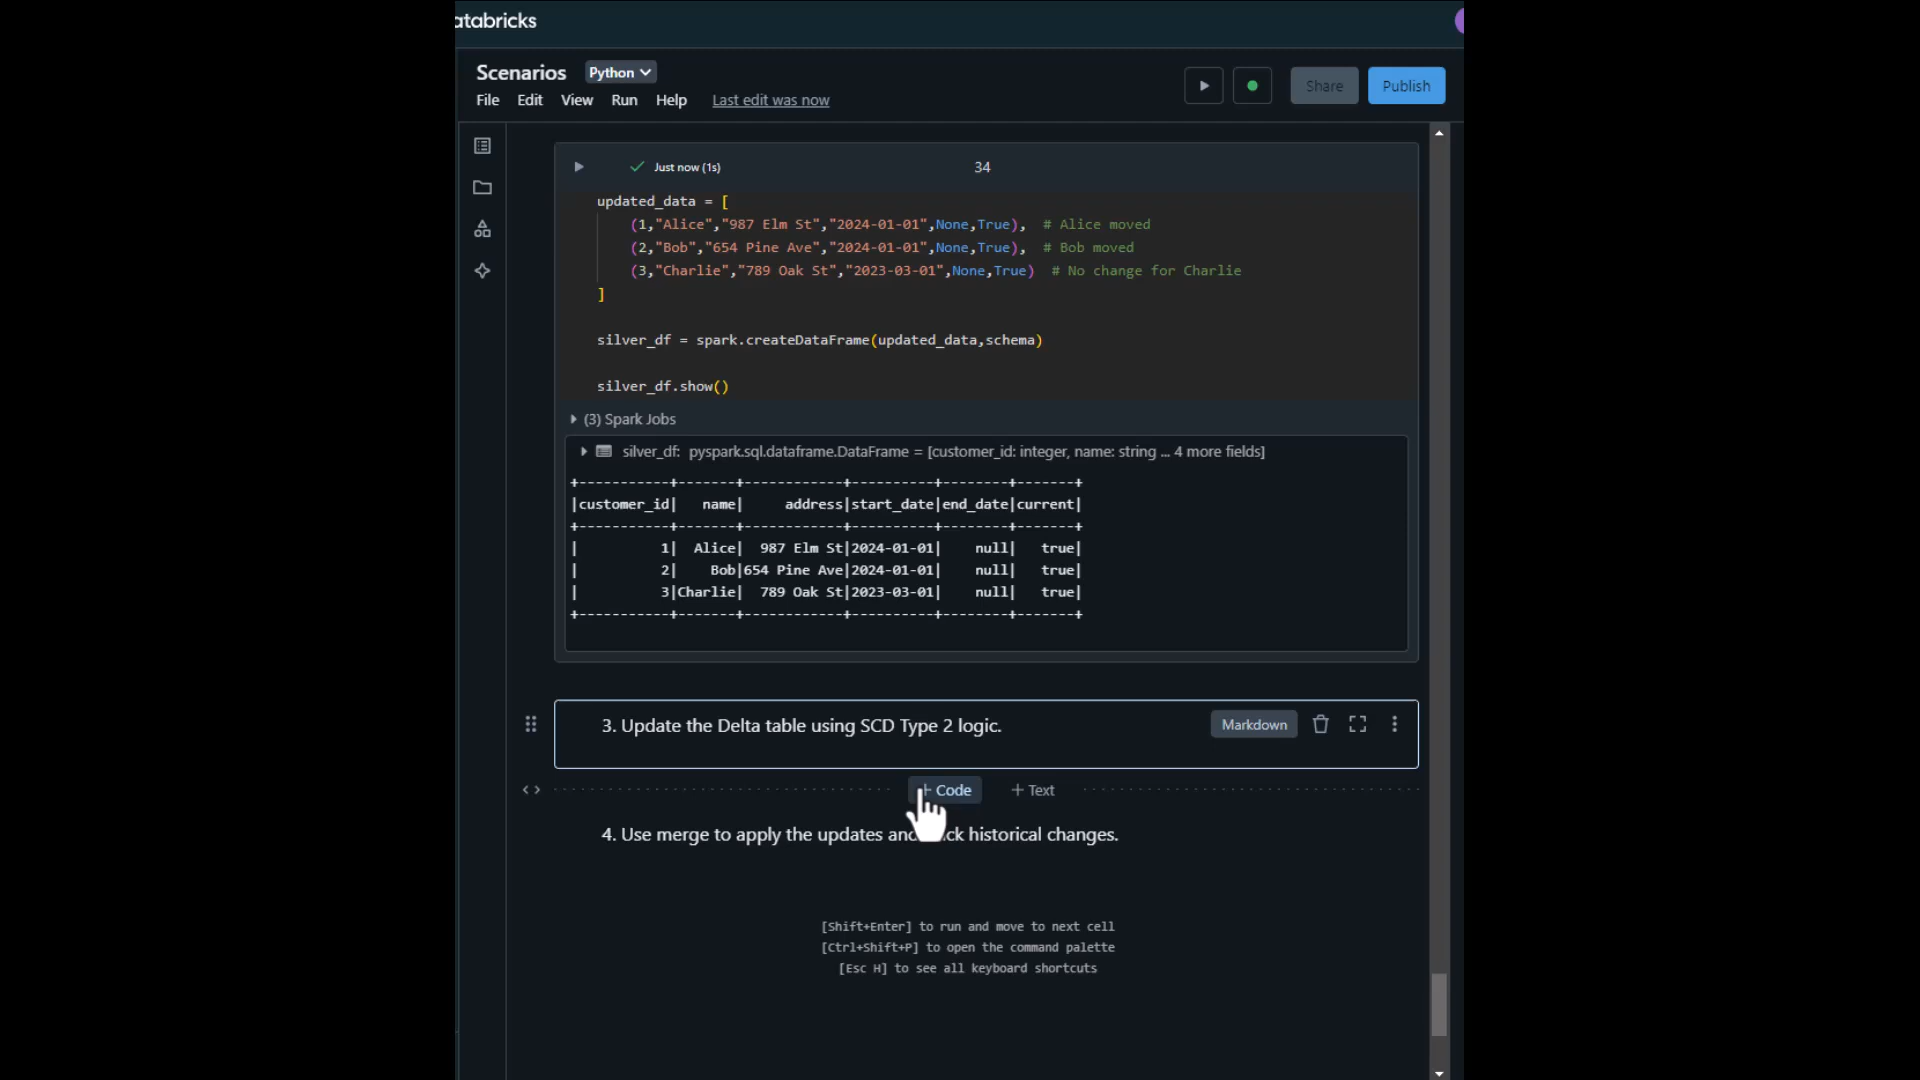 atabricks
Scenarios Python
File Edit View Run Help Last edit was now
Share Publish
Just now (1s) 34
updated_data = [
(1,"Alice","987 Elm St","2024-01-01",None,True), # Alice moved
(2,"Bob","654 Pine Ave","2024-01-01",None,True), # Bob moved
(3,"Charlie","789 Oak St","2023-03-01",None,True) # No change for Charlie
]
silver_df = spark.createDataFrame(updated_data,schema)
silver_df.show()
(3) Spark Jobs
silver_df: pyspark.sql.dataframe.DataFrame = [customer_id: integer, name: string ... 4 more fields]
+-----------+-------+------------+----------+--------+-------+
|customer_id| name| address|start_date|end_date|current|
+-----------+-------+------------+----------+--------+-------+
| 1| Alice| 987 Elm St|2024-01-01| null| true|
| 2| Bob|654 Pine Ave|2024-01-01| null| true|
| 3|Charlie| 789 Oak St|2023-03-01| null| true|
+-----------+-------+------------+----------+--------+-------+
3. Update the Delta table using SCD Type 2 logic. Markdown
+ Code + Text
4. Use merge to apply the updates and historical changes.
[Shift+Enter] to run and move to next cell
[Ctrl+Shift+P] to open the command palette
[Esc H] to see all keyboard shortcuts